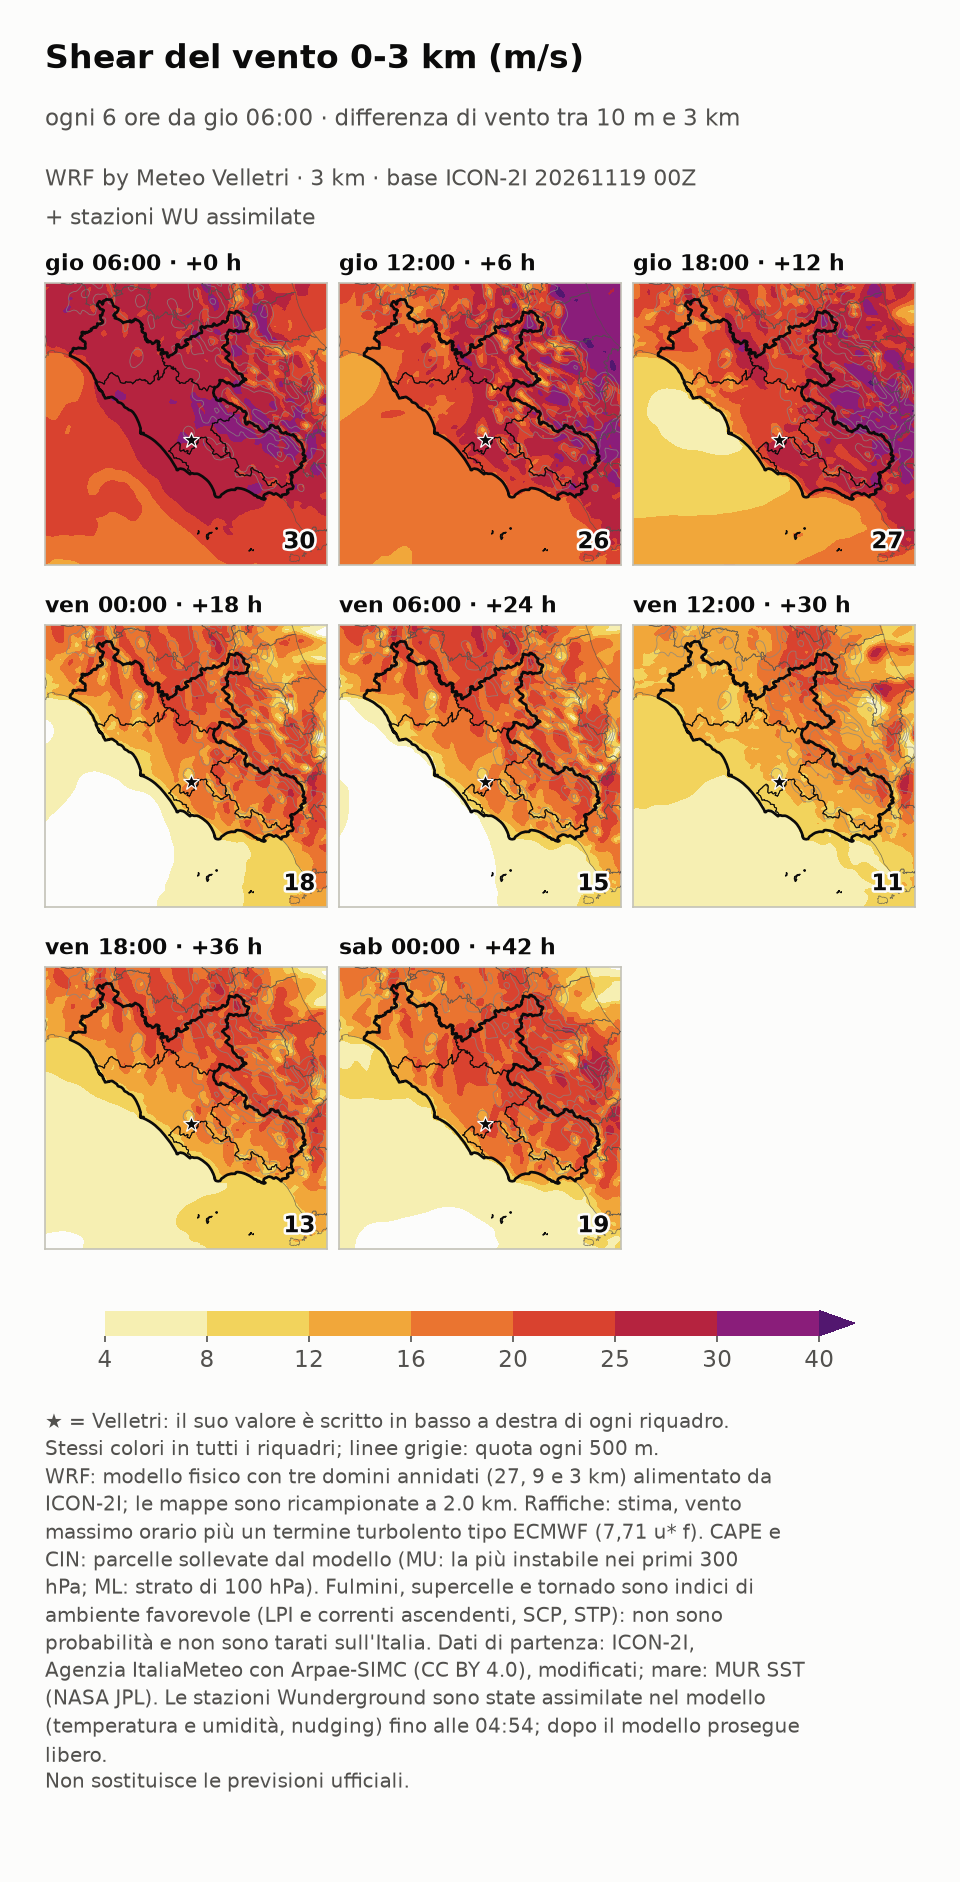 Shear del vento 0-3 km (m/s)
ogni 6 ore da gio 06:00 · differenza di vento tra 10 m e 3 km
WRF by Meteo Velletri · 3 km · base ICON-2I 20261119 00Z
+ stazioni WU assimilate
gio 06:00 · +0 h
gio 12:00 · +6 h
gio 18:00 · +12 h
30
26
27
ven 00:00 · +18 h
ven 06:00 · +24 h
ven 12:00 · +30 h
18
15
11
ven 18:00 · +36 h
sab 00:00 · +42 h
13
19
4 8 12 16 20 25 30 40
★ = Velletri: il suo valore è scritto in basso a destra di ogni riquadro.
Stessi colori in tutti i riquadri; linee grigie: quota ogni 500 m.
WRF: modello fisico con tre domini annidati (27, 9 e 3 km) alimentato da
ICON-2I; le mappe sono ricampionate a 2.0 km. Raffiche: stima, vento
massimo orario più un termine turbolento tipo ECMWF (7,71 u* f). CAPE e
CIN: parcelle sollevate dal modello (MU: la più instabile nei primi 300
hPa; ML: strato di 100 hPa). Fulmini, supercelle e tornado sono indici di
ambiente favorevole (LPI e correnti ascendenti, SCP, STP): non sono
probabilità e non sono tarati sull'Italia. Dati di partenza: ICON-2I,
Agenzia ItaliaMeteo con Arpae-SIMC (CC BY 4.0), modificati; mare: MUR SST
(NASA JPL). Le stazioni Wunderground sono state assimilate nel modello
(temperatura e umidità, nudging) fino alle 04:54; dopo il modello prosegue
libero.
Non sostituisce le previsioni ufficiali.